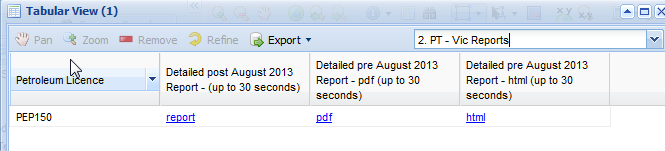 Tabular View (1)
Pan Zoom Remove Refine Export 2. PT - Vic Reports
Petroleum Licence
Detailed post August 2013
Report - (up to 30 seconds)
Detailed pre August 2013
Report - pdf (up to 30
seconds)
Detailed pre August 2013
Report - html (up to 30
seconds)
PEP150 report pdf html